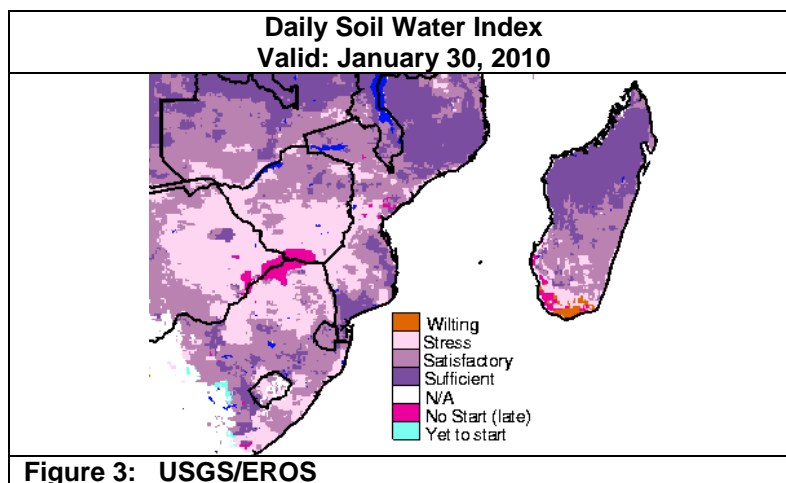 Daily Soil Water Index
Valid: January 30, 2010
Wilting
Stress
Satisfactory
Sufficient
N/A
No Start (late)
Yet to start
Figure 3: USGS/EROS